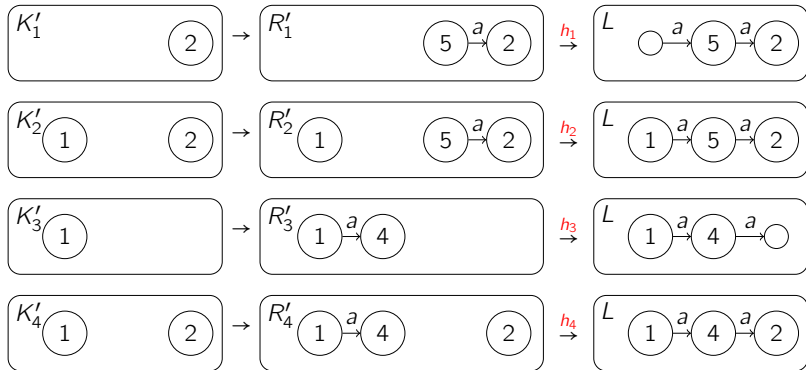 K′₁ 2 → R′₁ 5 a 2 h₁ → L a 5 a 2
K′₂ 1 2 → R′₂ 1 5 a 2 h₂ → L 1 a 5 a 2
K′₃ 1 → R′₃ 1 a 4 h₃ → L 1 a 4 a
K′₄ 1 2 → R′₄ 1 a 4 2 h₄ → L 1 a 4 a 2